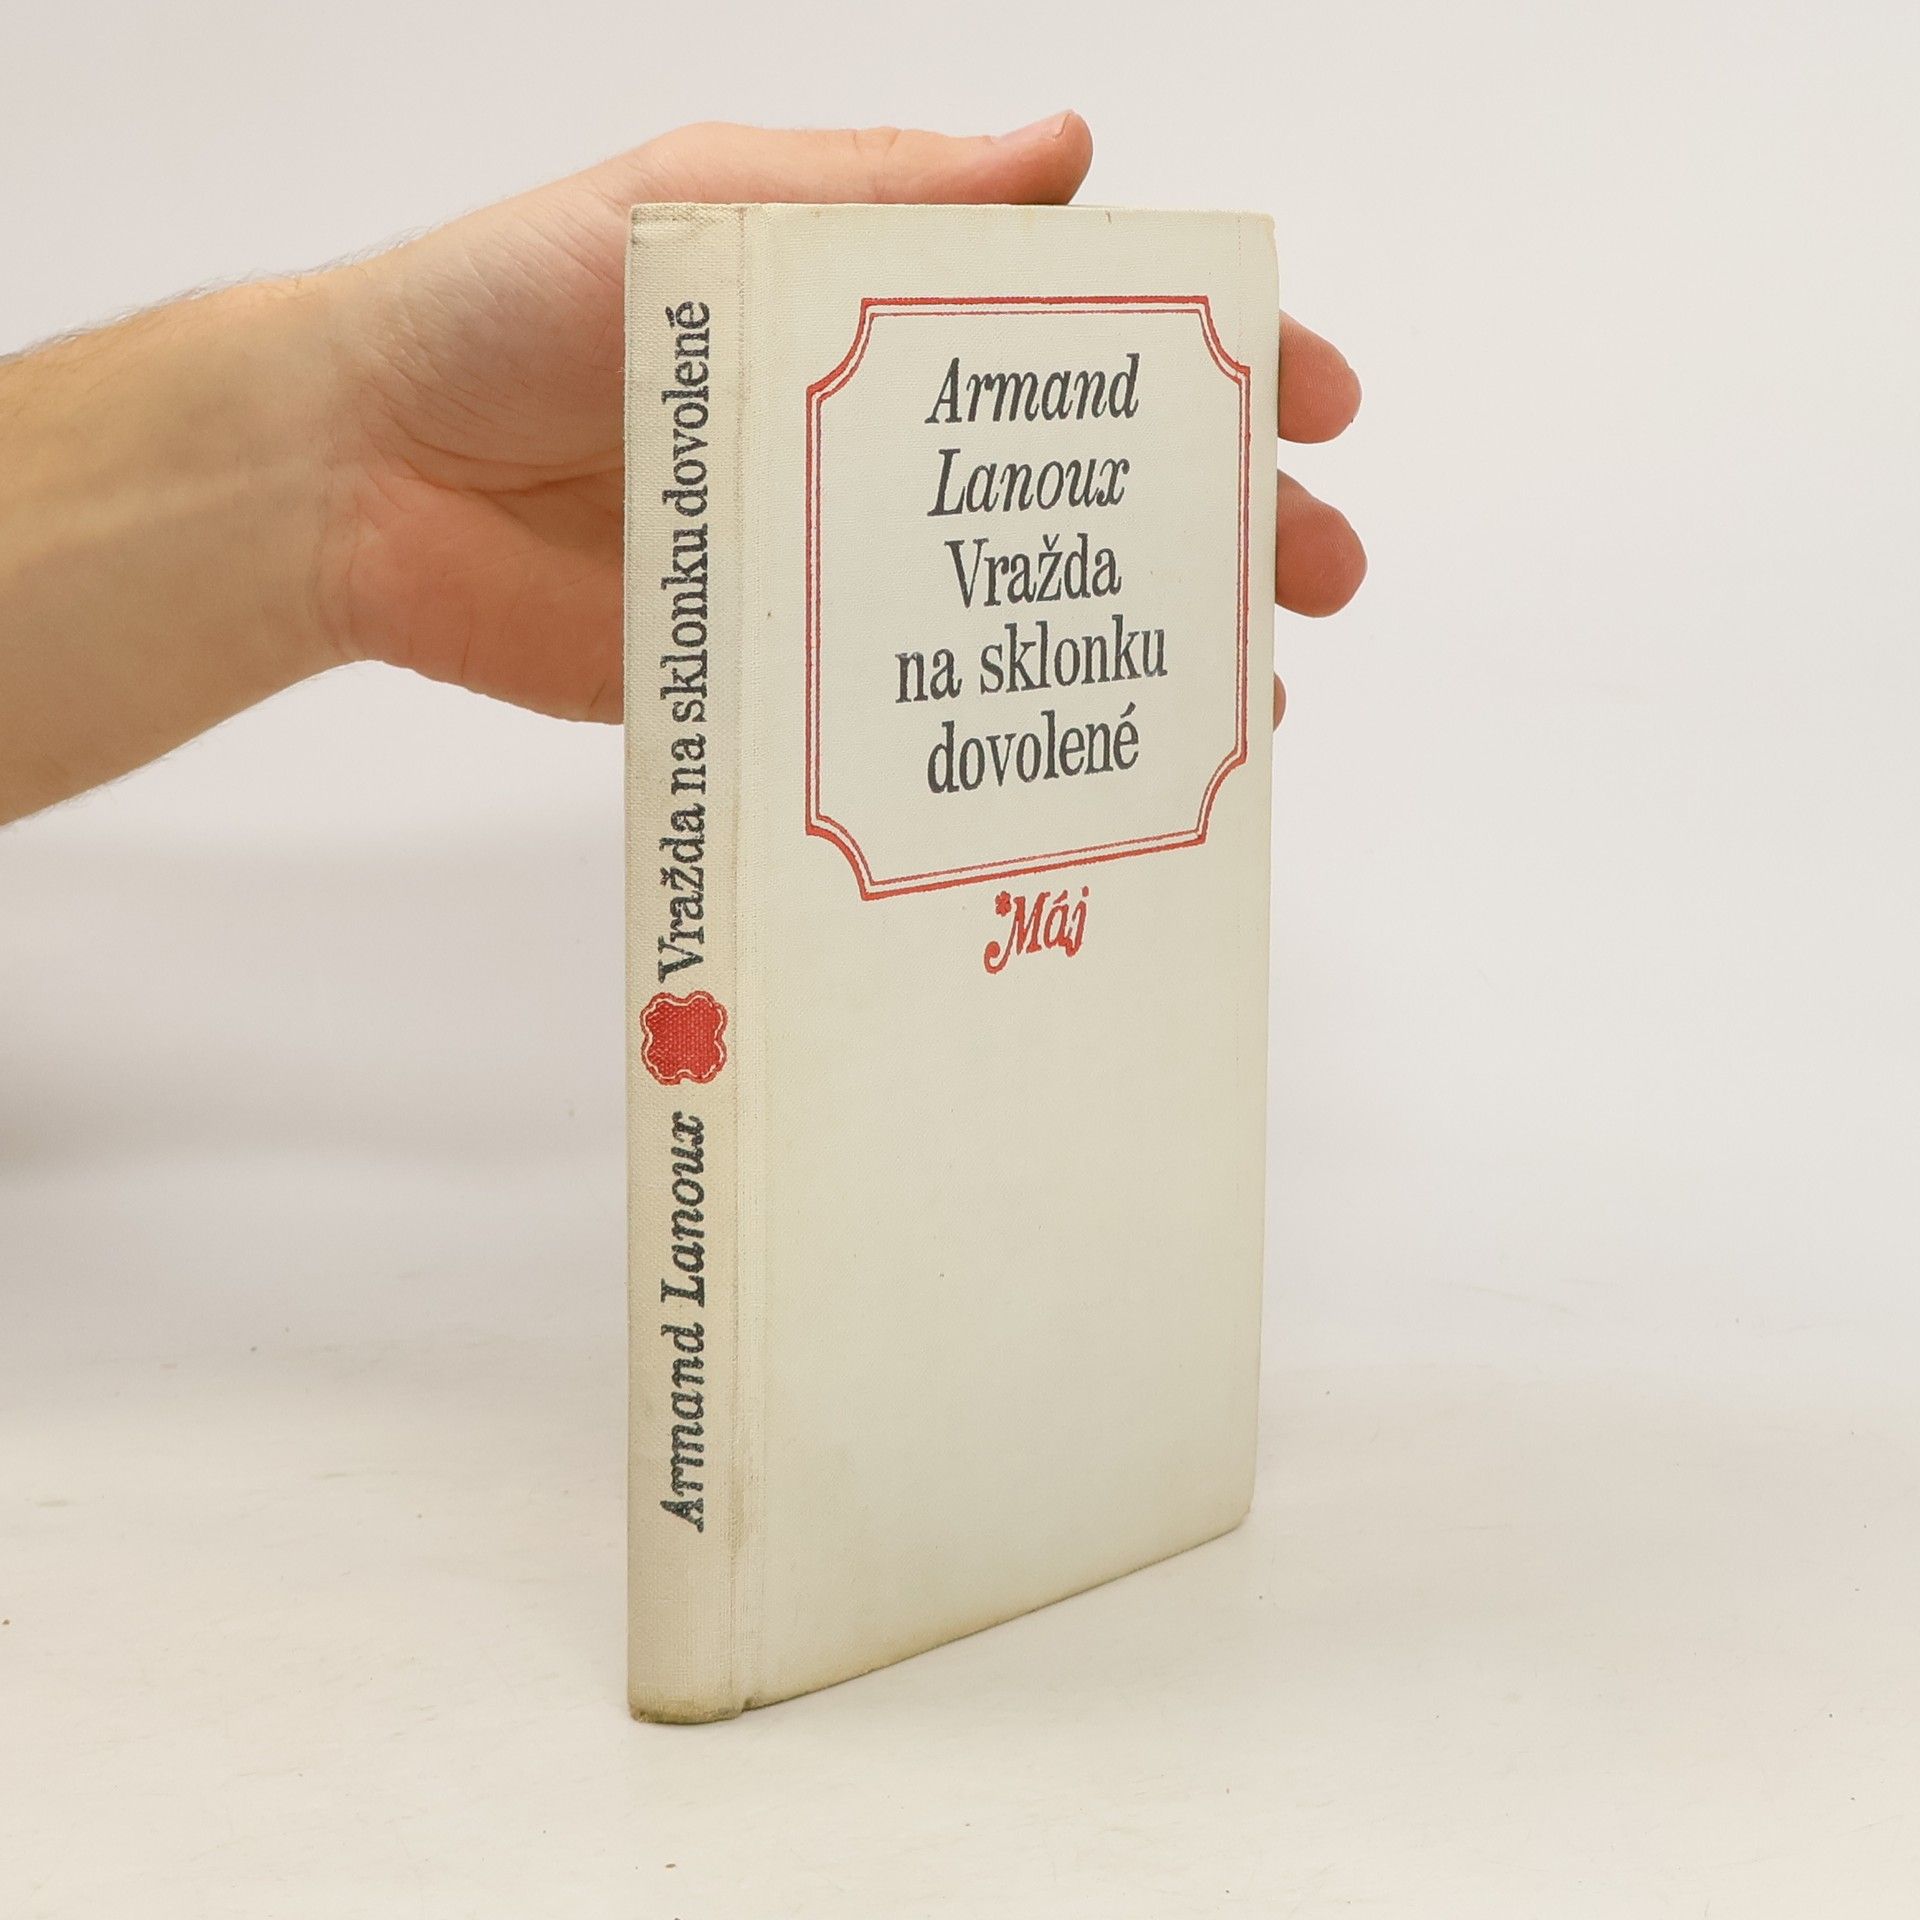 Armand
Lanoux
Vražda
na sklonku
dovolené
Máj
Armand Lanoux Vražda na sklonku dovolené